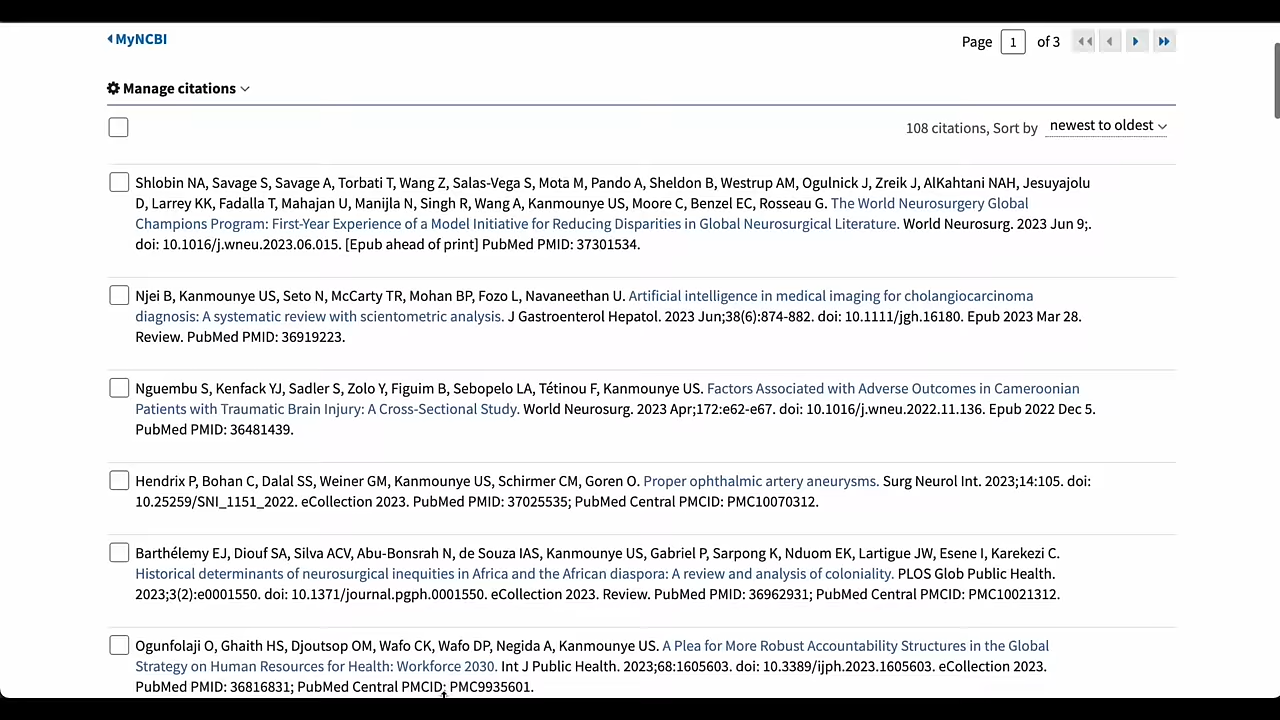 MyNCBI
Page 1 of 3
Manage citations
108 citations, Sort by newest to oldest
Shlobin NA, Savage S, Savage A, Torbati T, Wang Z, Salas-Vega S, Mota M, Pando A, Sheldon B, Westrup AM, Ogulnick J, Zreik J, AlKahtani NAH, Jesuyajolu
D, Larrey KK, Fadalla T, Mahajan U, Manijla N, Singh R, Wang A, Kanmounye US, Moore C, Benzel EC, Rosseau G. The World Neurosurgery Global
Champions Program: First-Year Experience of a Model Initiative for Reducing Disparities in Global Neurosurgical Literature. World Neurosurg. 2023 Jun 9;.
doi: 10.1016/j.wneu.2023.06.015. [Epub ahead of print] PubMed PMID: 37301534.
Njei B, Kanmounye US, Seto N, McCarty TR, Mohan BP, Fozo L, Navaneethan U. Artificial intelligence in medical imaging for cholangiocarcinoma
diagnosis: A systematic review with scientometric analysis. J Gastroenterol Hepatol. 2023 Jun;38(6):874-882. doi: 10.1111/jgh.16180. Epub 2023 Mar 28.
Review. PubMed PMID: 36919223.
Nguembu S, Kenfack YJ, Sadler S, Zolo Y, Figuim B, Sebopelo LA, Tétinou F, Kanmounye US. Factors Associated with Adverse Outcomes in Cameroonian
Patients with Traumatic Brain Injury: A Cross-Sectional Study. World Neurosurg. 2023 Apr;172:e62-e67. doi: 10.1016/j.wneu.2022.11.136. Epub 2022 Dec 5.
PubMed PMID: 36481439.
Hendrix P, Bohan C, Dalal SS, Weiner GM, Kanmounye US, Schirmer CM, Goren O. Proper ophthalmic artery aneurysms. Surg Neurol Int. 2023;14:105. doi:
10.25259/SNI_1151_2022. eCollection 2023. PubMed PMID: 37025535; PubMed Central PMCID: PMC10070312.
Barthélemy EJ, Diouf SA, Silva ACV, Abu-Bonsrah N, de Souza IAS, Kanmounye US, Gabriel P, Sarpong K, Nduom EK, Lartigue JW, Esene I, Karekezi C.
Historical determinants of neurosurgical inequities in Africa and the African diaspora: A review and analysis of coloniality. PLOS Glob Public Health.
2023;3(2):e0001550. doi: 10.1371/journal.pgph.0001550. eCollection 2023. Review. PubMed PMID: 36962931; PubMed Central PMCID: PMC10021312.
Ogunfolaji O, Ghaith HS, Djoutsop OM, Wafo CK, Wafo DP, Negida A, Kanmounye US. A Plea for More Robust Accountability Structures in the Global
Strategy on Human Resources for Health: Workforce 2030. Int J Public Health. 2023;68:1605603. doi: 10.3389/ijph.2023.1605603. eCollection 2023.
PubMed PMID: 36816831; PubMed Central PMCID: PMC9935601.